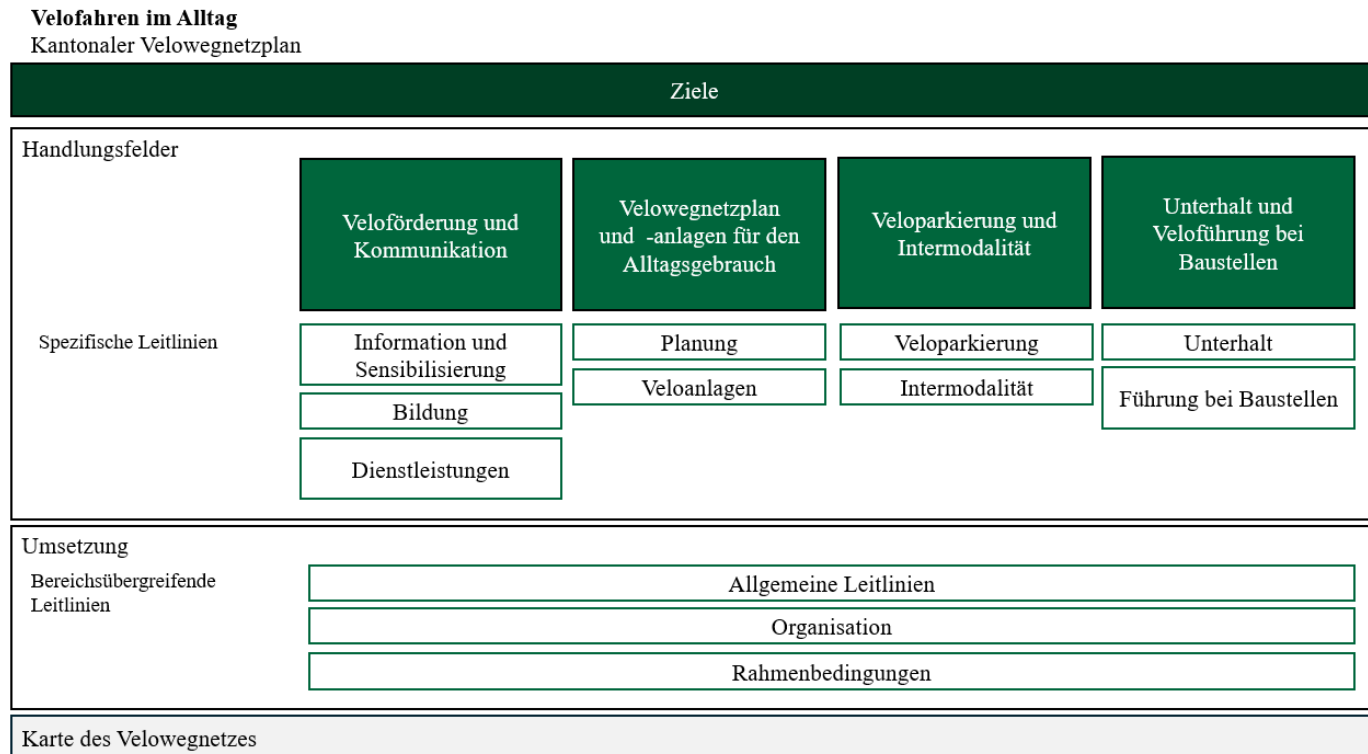 Velofahren im Alltag
Kantonaler Velowegnetzplan
Ziele
Handlungsfelder
Veloförderung und
Kommunikation
Velowegnetzplan
und -anlagen für den
Alltagsgebrauch
Veloparkierung und
Intermodalität
Unterhalt und
Veloführung bei
Baustellen
Spezifische Leitlinien
Information und
Sensibilisierung
Bildung
Dienstleistungen
Planung
Veloanlagen
Veloparkierung
Intermodalität
Unterhalt
Führung bei Baustellen
Umsetzung
Bereichsübergreifende
Leitlinien
Allgemeine Leitlinien
Organisation
Rahmenbedingungen
Karte des Velowegnetzes